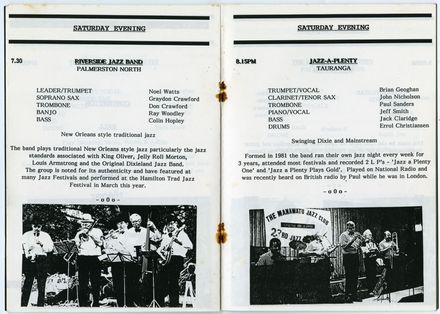 SATURDAY EVENING
7.30 RIVERSIDE JAZZ BAND
PALMERSTON NORTH
LEADER/TRUMPET Noel Watts
SOPRANO SAX Graydon Crawford
TROMBONE Don Crawford
BANJO Ray Woodley
BASS Colin Hopley
New Orleans style traditional jazz
The band plays traditional New Orleans style jazz particularly the jazz
standards associated with King Oliver, Jelly Roll Morton,
Louis Armstrong and the Original Dixieland Jazz Band.
The group is noted for its authenticity and have featured at
many Jazz Festivals and performed at the Hamilton Trad Jazz
Festival in March this year.
- o0o -
SATURDAY EVENING
8.15PM JAZZ-A-PLENTY
TAURANGA
TRUMPET/VOCAL Brian Geoghan
CLARINET/TENOR SAX John Nicholson
TROMBONE Paul Sanders
PIANO/VOCAL Jeff Smith
BASS Jack Claridge
DRUMS Errol Christiansen
Swinging Dixie and Mainstream
Formed in 1981 the band ran their own jazz night every week for
3 years, attended most festivals and recorded 2 L P's - 'Jazz a Plenty
One' and 'Jazz a Plenty Plays Gold'. Played on National Radio and
was recently heard on British radio by Paul while he was in London.
- o0o -
THE MANAWATU JAZZ CLUB
JAZZ